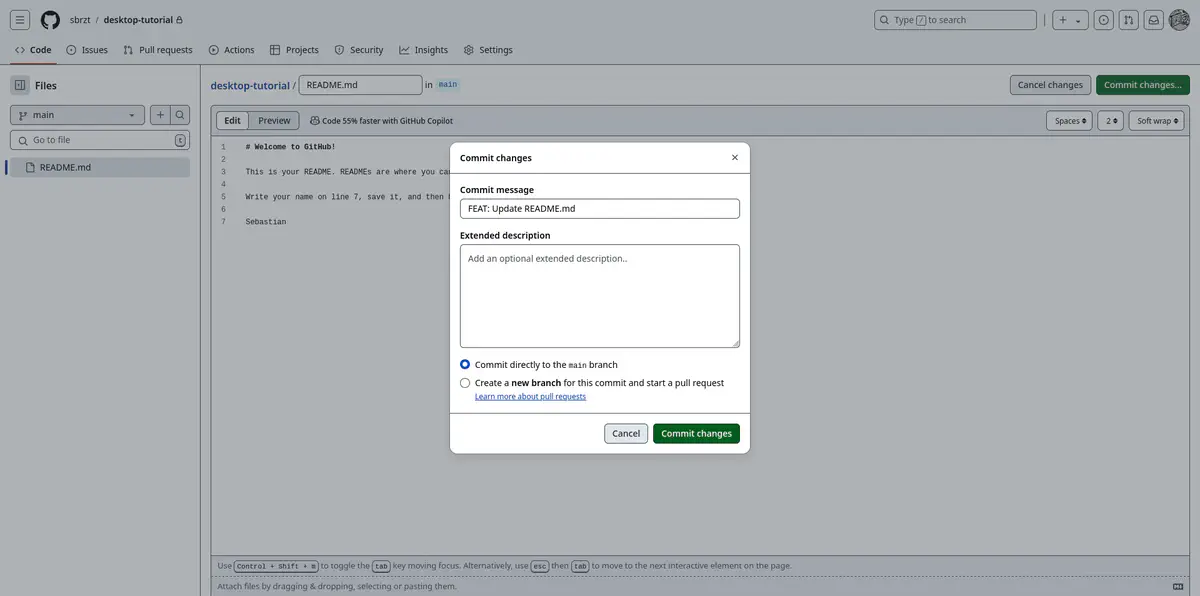 sbrzt / desktop-tutorial
Type / to search
Code Issues Pull requests Actions Projects Security Insights Settings
Files
main
Go to file t
README.md
desktop-tutorial / README.md in main
Cancel changes Commit changes...
Edit Preview Code 55% faster with GitHub Copilot
Spaces 2 Soft wrap
1 # Welcome to GitHub!
2
3 This is your README. READMEs are where you
4
5 Write your name on line 7, save it, and then
6
7 Sebastian
Commit changes
Commit message
FEAT: Update README.md
Extended description
Add an optional extended description..
Commit directly to the main branch
Create a new branch for this commit and start a pull request
Learn more about pull requests
Cancel Commit changes
Use Control + Shift + m to toggle the tab key moving focus. Alternatively, use esc then tab to move to the next interactive element on the page.
Attach files by dragging & dropping, selecting or pasting them.